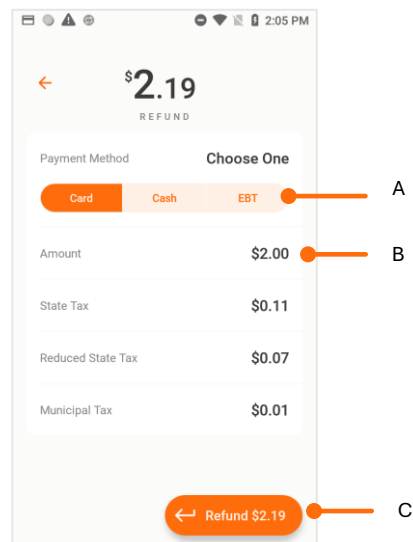 2:05 PM
$2.19
REFUND
Payment Method Choose One
Card Cash EBT
A
Amount $2.00
B
State Tax $0.11
Reduced State Tax $0.07
Municipal Tax $0.01
Refund $2.19
C